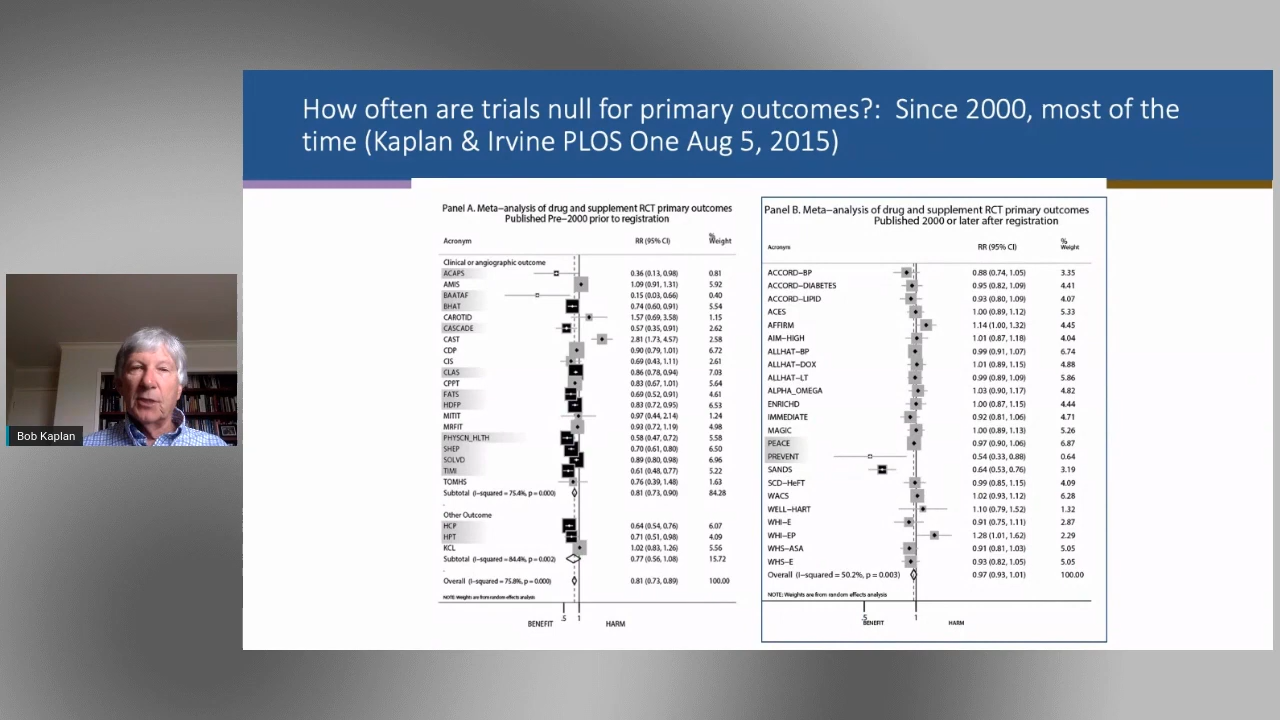 How often are trials null for primary outcomes?:  Since 2000, most of the
time (Kaplan & Irvine PLOS One Aug 5, 2015)
Panel A. Meta-analysis of drug and supplement RCT primary outcomes
Published Pre-2000 prior to registration
Acronym RR (95% CI) % Weight
Clinical or angiographic outcome
ACAPS 0.36 (0.13, 0.98) 0.81
AMIS 1.09 (0.91, 1.31) 5.92
BAATAF 0.15 (0.03, 0.66) 0.40
BHAT 0.74 (0.60, 0.91) 5.54
CAROTID 1.57 (0.69, 3.58) 1.15
CASCADE 0.57 (0.35, 0.91) 2.62
CAST 2.81 (1.73, 4.57) 2.58
CDP 0.90 (0.79, 1.01) 6.72
CIS 0.69 (0.43, 1.11) 2.61
CLAS 0.86 (0.78, 0.94) 7.03
CPPT 0.83 (0.67, 1.01) 5.64
FATS 0.69 (0.52, 0.91) 4.61
HDFP 0.83 (0.72, 0.95) 6.53
MITIT 0.97 (0.44, 2.14) 1.24
MRFIT 0.93 (0.72, 1.19) 4.98
PHYSCN_HLTH 0.58 (0.47, 0.72) 5.58
SHEP 0.70 (0.61, 0.80) 6.50
SOLVD 0.89 (0.80, 0.98) 6.96
TIMI 0.61 (0.48, 0.77) 5.22
TOMHS 0.76 (0.39, 1.48) 1.63
Subtotal (I-squared = 75.4%, p = 0.000) 0.81 (0.73, 0.90) 84.28
.
Other Outcome
HCP 0.64 (0.54, 0.76) 6.07
HPT 0.71 (0.51, 0.98) 4.09
KCL 1.02 (0.83, 1.26) 5.56
Subtotal (I-squared = 84.4%, p = 0.002) 0.77 (0.56, 1.08) 15.72
.
Overall (I-squared = 75.8%, p = 0.000) 0.81 (0.73, 0.89) 100.00
NOTE: Weights are from random effects analysis
.5 1
BENEFIT HARM
Panel B. Meta-analysis of drug and supplement RCT primary outcomes
Published 2000 or later after registration
Acronym RR (95% CI) % Weight
ACCORD-BP 0.88 (0.74, 1.05) 3.35
ACCORD-DIABETES 0.95 (0.82, 1.09) 4.41
ACCORD-LIPID 0.93 (0.80, 1.09) 4.07
ACES 1.00 (0.89, 1.12) 5.33
AFFIRM 1.14 (1.00, 1.32) 4.45
AIM-HIGH 1.01 (0.87, 1.18) 4.04
ALLHAT-BP 0.99 (0.91, 1.07) 6.74
ALLHAT-DOX 1.01 (0.89, 1.15) 4.88
ALLHAT-LT 0.99 (0.89, 1.09) 5.86
ALPHA_OMEGA 1.03 (0.90, 1.17) 4.82
ENRICHD 1.00 (0.87, 1.15) 4.44
IMMEDIATE 0.92 (0.81, 1.06) 4.71
MAGIC 1.00 (0.89, 1.13) 5.26
PEACE 0.97 (0.90, 1.06) 6.87
PREVENT 0.54 (0.33, 0.88) 0.64
SANDS 0.64 (0.53, 0.76) 3.19
SCD-HeFT 0.99 (0.85, 1.15) 4.09
WACS 1.02 (0.93, 1.12) 6.28
WELL-HART 1.10 (0.79, 1.52) 1.32
WHI-E 0.91 (0.75, 1.11) 2.87
WHI-EP 1.28 (1.01, 1.62) 2.29
WHS-ASA 0.91 (0.81, 1.03) 5.05
WHS-E 0.93 (0.82, 1.05) 5.05
Overall (I-squared = 50.2%, p = 0.003) 0.97 (0.93, 1.01) 100.00
NOTE: Weights are from random effects analysis
.5 1
BENEFIT HARM
Bob Kaplan